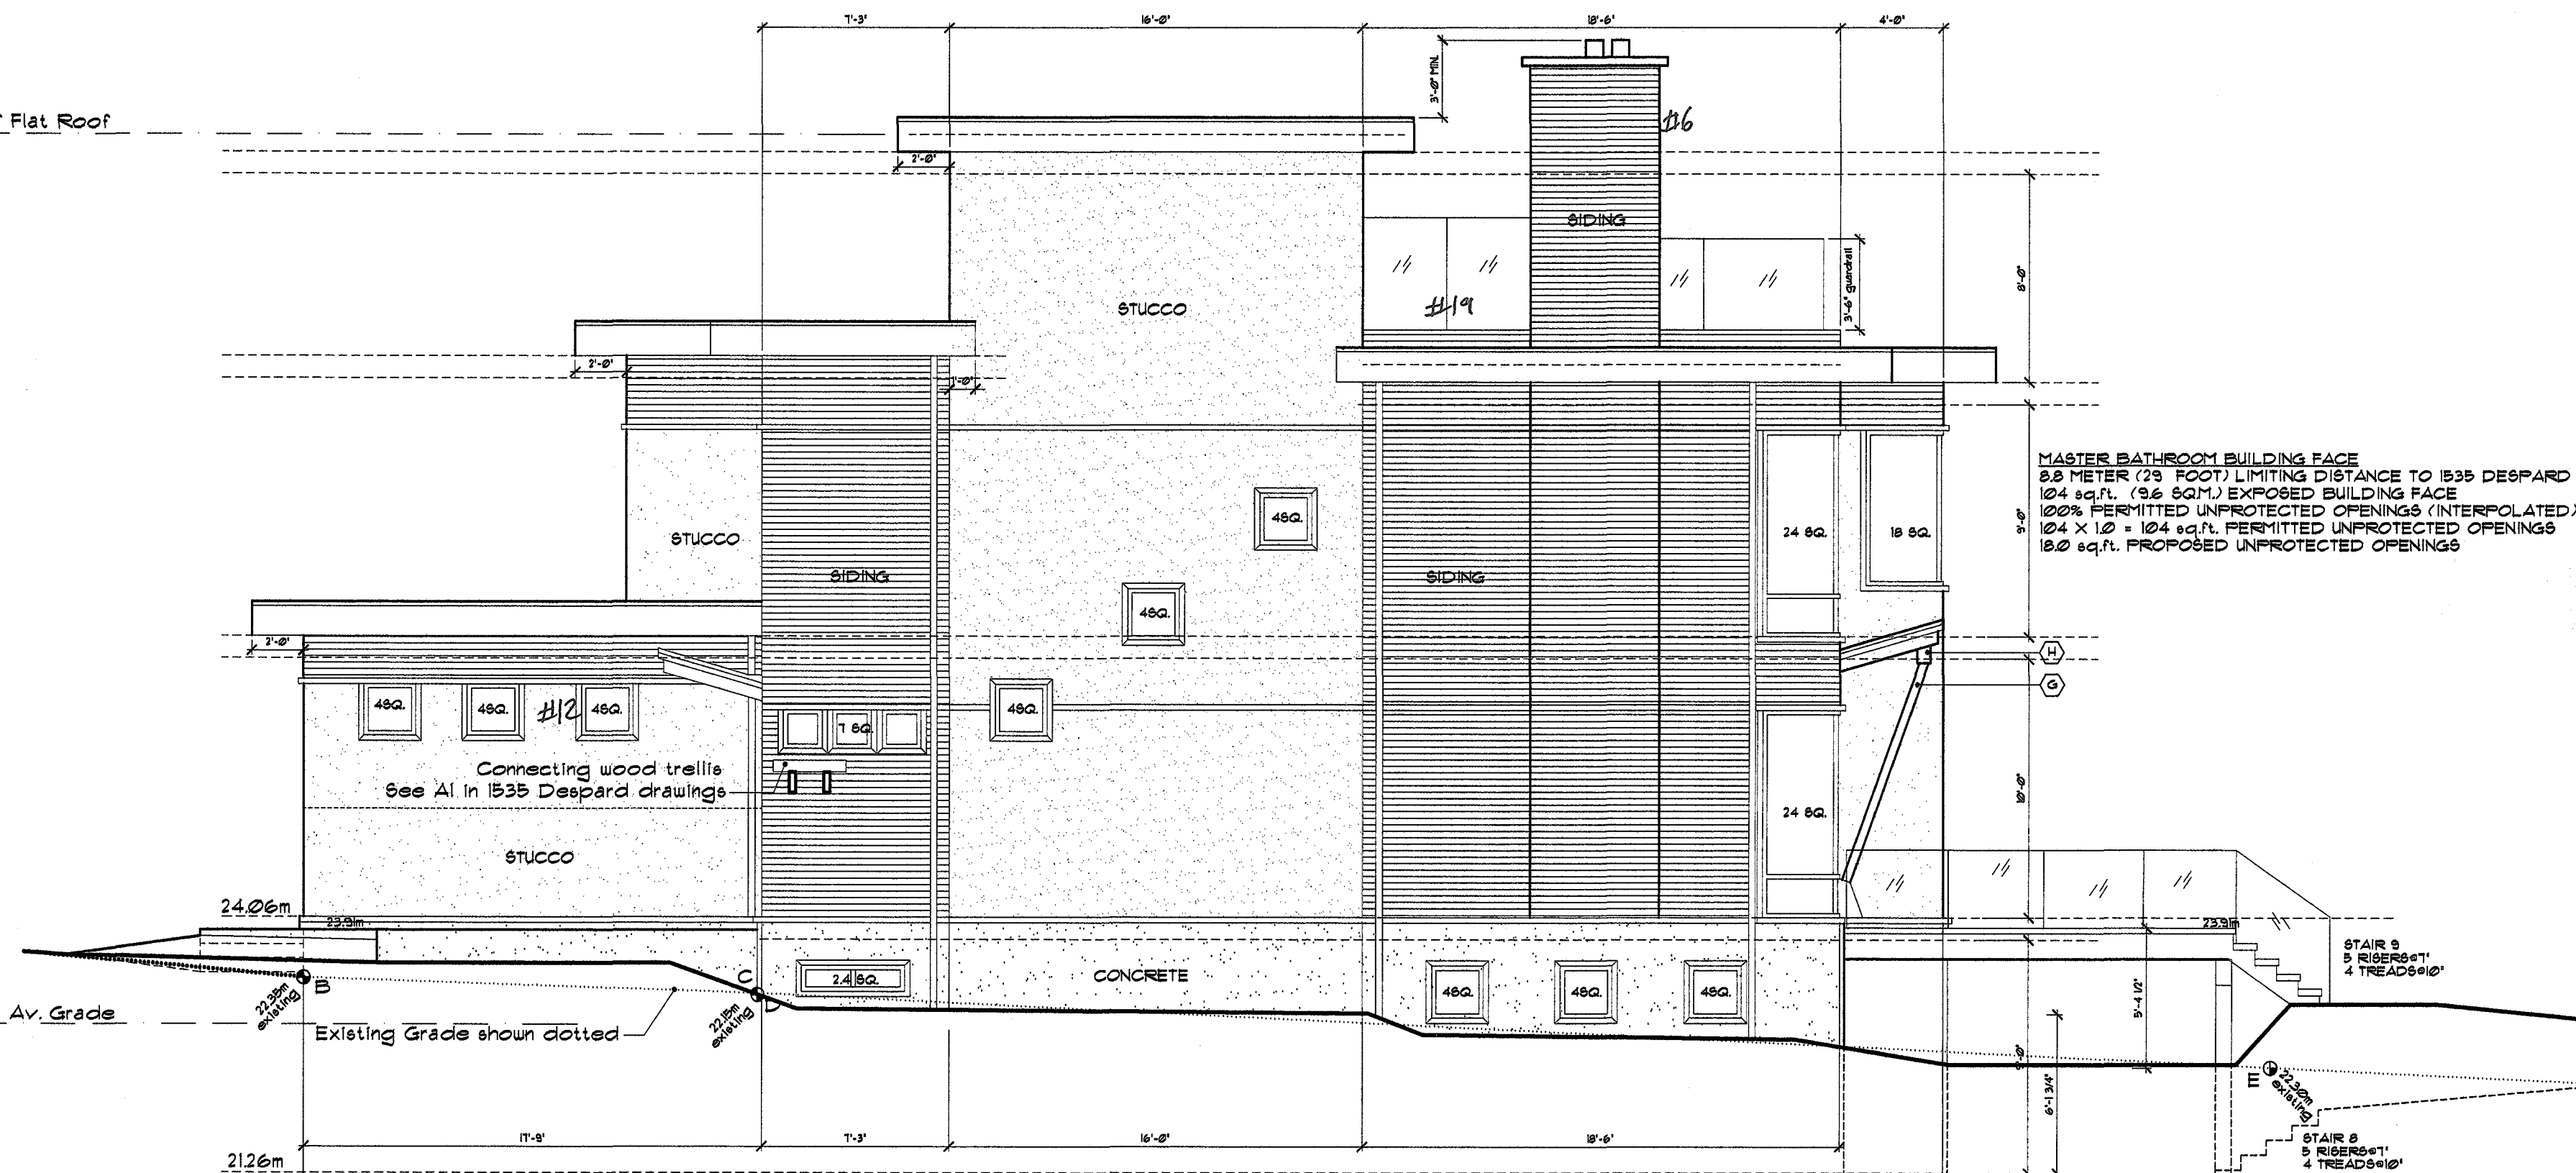 7'-3"
16'-0"
18'-6"
4'-0"
3'-0" MIN.
Flat Roof
#6
2'-0"
SIDING
8'-0"
3'-6" guardrail
STUCCO
#19
2'-0"
1'-0"
MASTER BATHROOM BUILDING FACE
8.8 METER (29 FOOT) LIMITING DISTANCE TO 1535 DESPARD
104 sq.ft. (9.6 SQ.M.) EXPOSED BUILDING FACE
100% PERMITTED UNPROTECTED OPENINGS (INTERPOLATED)
104 X 1.0 = 104 sq.ft. PERMITTED UNPROTECTED OPENINGS
18.0 sq.ft. PROPOSED UNPROTECTED OPENINGS
4SQ.
24 SQ.
18 SQ.
9'-0"
STUCCO
SIDING
SIDING
4SQ.
2'-0"
H
G
4SQ.
4SQ.
#12
4SQ.
4SQ.
7 SQ.
Connecting wood trellis
See A1 in 1535 Despard drawings
10'-0"
24 SQ.
STUCCO
24.06m
23.91m
23.91m
STAIR 9
5 RISERS@7"
4 TREADS@10"
B
22.35m
existing
C
D
22.15m
existing
2.4 SQ.
CONCRETE
4SQ.
4SQ.
4SQ.
5'-4 1/2"
Av. Grade
Existing Grade shown dotted
9'-0"
6'-1 3/4"
E
22.30m
existing
17'-9"
7'-3"
16'-0"
18'-6"
STAIR 8
5 RISERS@7"
4 TREADS@10"
21.26m